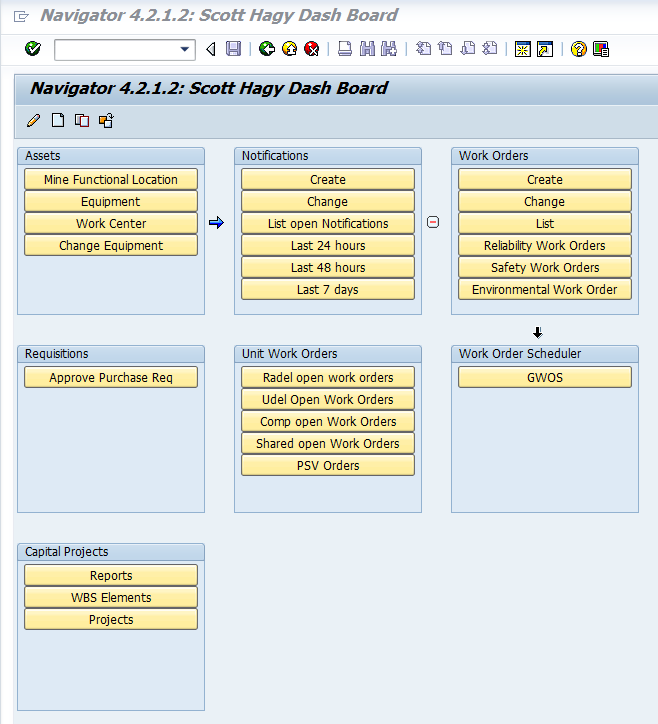 Navigator 4.2.1.2: Scott Hagy Dash Board
Navigator 4.2.1.2: Scott Hagy Dash Board
Assets
Mine Functional Location
Equipment
Work Center
Change Equipment
Notifications
Create
Change
List open Notifications
Last 24 hours
Last 48 hours
Last 7 days
Work Orders
Create
Change
List
Reliability Work Orders
Safety Work Orders
Environmental Work Order
Requisitions
Approve Purchase Req
Unit Work Orders
Radel open work orders
Udel Open Work Orders
Comp open Work Orders
Shared open Work Orders
PSV Orders
Work Order Scheduler
GWOS
Capital Projects
Reports
WBS Elements
Projects